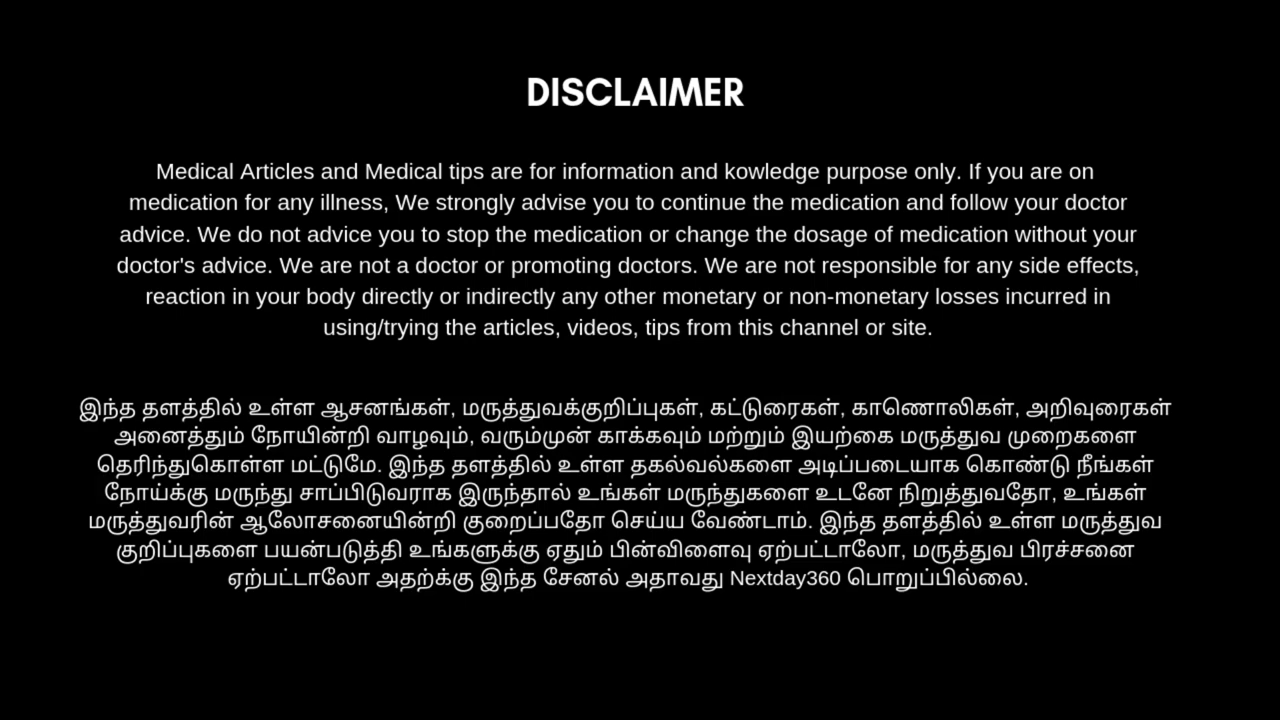 DISCLAIMER
Medical Articles and Medical tips are for information and kowledge purpose only. If you are on
medication for any illness, We strongly advise you to continue the medication and follow your doctor
advice. We do not advice you to stop the medication or change the dosage of medication without your
doctor's advice. We are not a doctor or promoting doctors. We are not responsible for any side effects,
reaction in your body directly or indirectly any other monetary or non-monetary losses incurred in
using/trying the articles, videos, tips from this channel or site.
இந்த தளத்தில் உள்ள ஆசனங்கள், மருத்துவக்குறிப்புகள், கட்டுரைகள், காணொலிகள், அறிவுரைகள்
அனைத்தும் நோயின்றி வாழவும், வரும்முன் காக்கவும் மற்றும் இயற்கை மருத்துவ முறைகளை
தெரிந்துகொள்ள மட்டுமே. இந்த தளத்தில் உள்ள தகல்வல்களை அடிப்படையாக கொண்டு நீங்கள்
நோய்க்கு மருந்து சாப்பிடுவராக இருந்தால் உங்கள் மருந்துகளை உடனே நிறுத்துவதோ, உங்கள்
மருத்துவரின் ஆலோசனையின்றி குறைப்பதோ செய்ய வேண்டாம். இந்த தளத்தில் உள்ள மருத்துவ
குறிப்புகளை பயன்படுத்தி உங்களுக்கு ஏதும் பின்விளைவு ஏற்பட்டாலோ, மருத்துவ பிரச்சனை
ஏற்பட்டாலோ அதற்க்கு இந்த சேனல் அதாவது Nextday360 பொறுப்பில்லை.